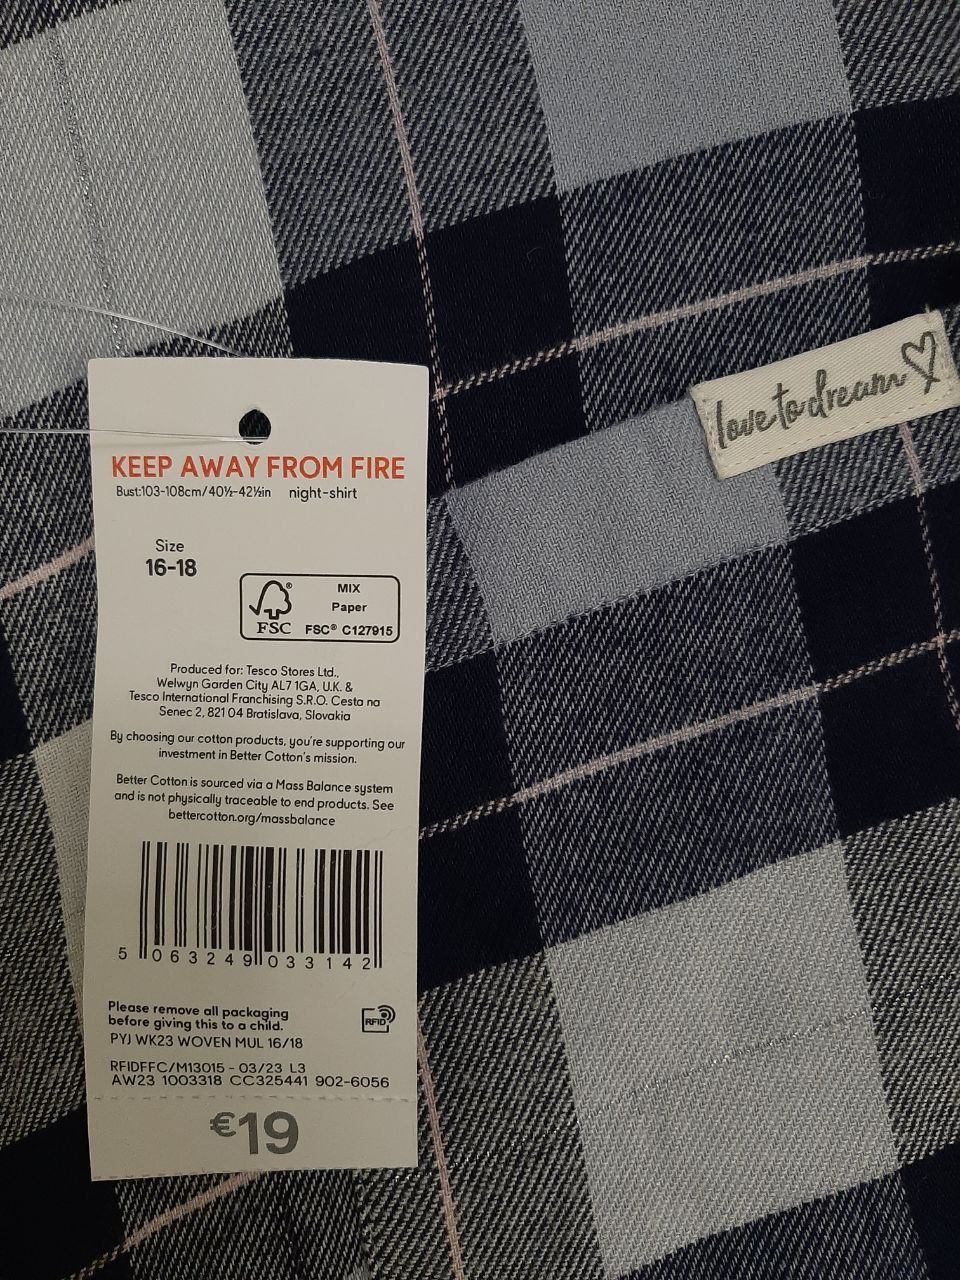 love to dream
KEEP AWAY FROM FIRE
Bust:103-108cm/40½-42½in night-shirt
Size
16-18
MIX
Paper
FSC® C127915
FSC
Produced for: Tesco Stores Ltd.,
Welwyn Garden City AL7 1GA, U.K. &
Tesco International Franchising S.R.O. Cesta na
Senec 2, 821 04 Bratislava, Slovakia
By choosing our cotton products, you're supporting our
investment in Better Cotton's mission.
Better Cotton is sourced via a Mass Balance system
and is not physically traceable to end products. See
bettercotton.org/massbalance
5 063249 033142
Please remove all packaging
before giving this to a child.
PYJ WK23 WOVEN MUL 16/18
RFID
RFIDFFC/M13015 - 03/23 L3
AW23 1003318 CC325441 902-6056
€19